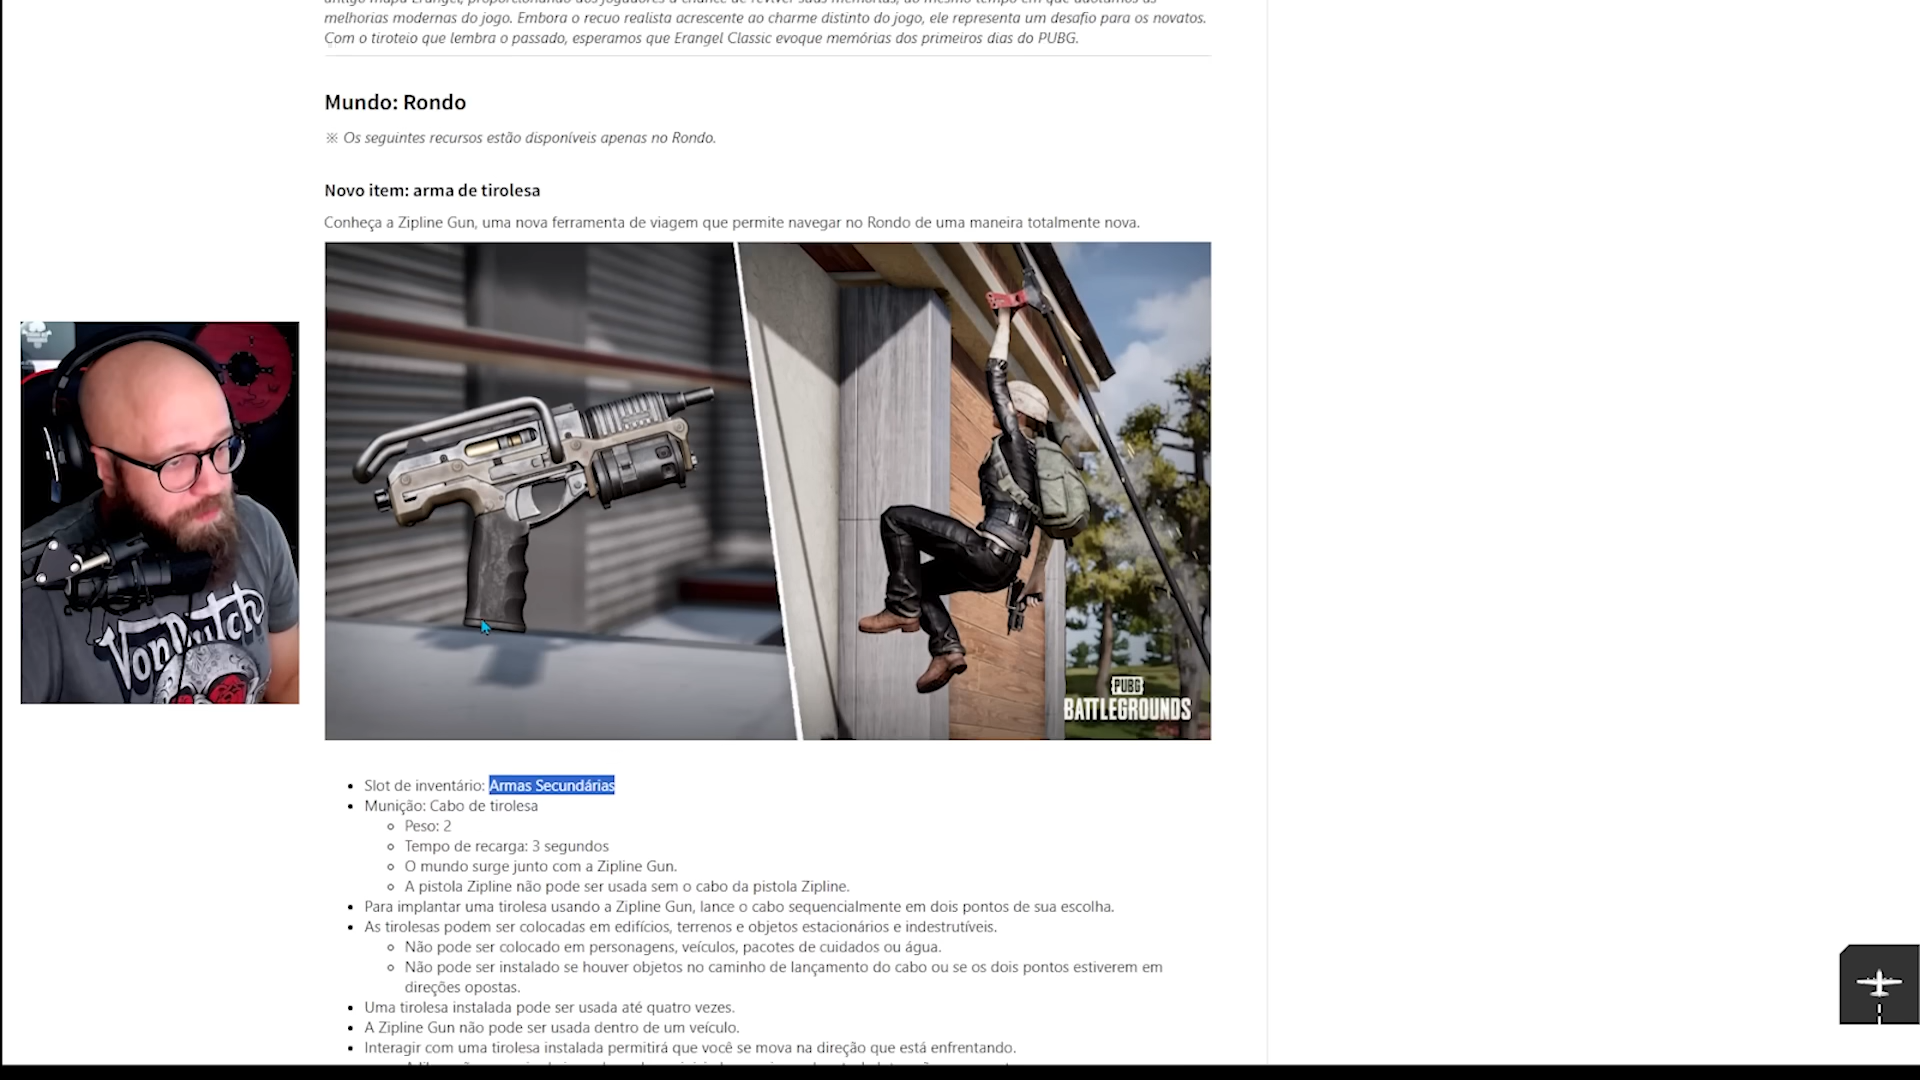 antigo mapa Erangel, proporcionando aos jogadores a chance de reviver suas memórias, ao mesmo tempo em que adotamos as
melhorias modernas do jogo. Embora o recuo realista acrescente ao charme distinto do jogo, ele representa um desafio para os novatos.
Com o tiroteio que lembra o passado, esperamos que Erangel Classic evoque memórias dos primeiros dias do PUBG.
Mundo: Rondo
※ Os seguintes recursos estão disponíveis apenas no Rondo.
Novo item: arma de tirolesa
Conheça a Zipline Gun, uma nova ferramenta de viagem que permite navegar no Rondo de uma maneira totalmente nova.
Von Dutch
PUBG
BATTLEGROUNDS
Slot de inventário: Armas Secundárias
Munição: Cabo de tirolesa
Peso: 2
Tempo de recarga: 3 segundos
O mundo surge junto com a Zipline Gun.
A pistola Zipline não pode ser usada sem o cabo da pistola Zipline.
Para implantar uma tirolesa usando a Zipline Gun, lance o cabo sequencialmente em dois pontos de sua escolha.
As tirolesas podem ser colocadas em edifícios, terrenos e objetos estacionários e indestrutíveis.
Não pode ser colocado em personagens, veículos, pacotes de cuidados ou água.
Não pode ser instalado se houver objetos no caminho de lançamento do cabo ou se os dois pontos estiverem em
direções opostas.
Uma tirolesa instalada pode ser usada até quatro vezes.
A Zipline Gun não pode ser usada dentro de um veículo.
Interagir com uma tirolesa instalada permitirá que você se mova na direção que está enfrentando.